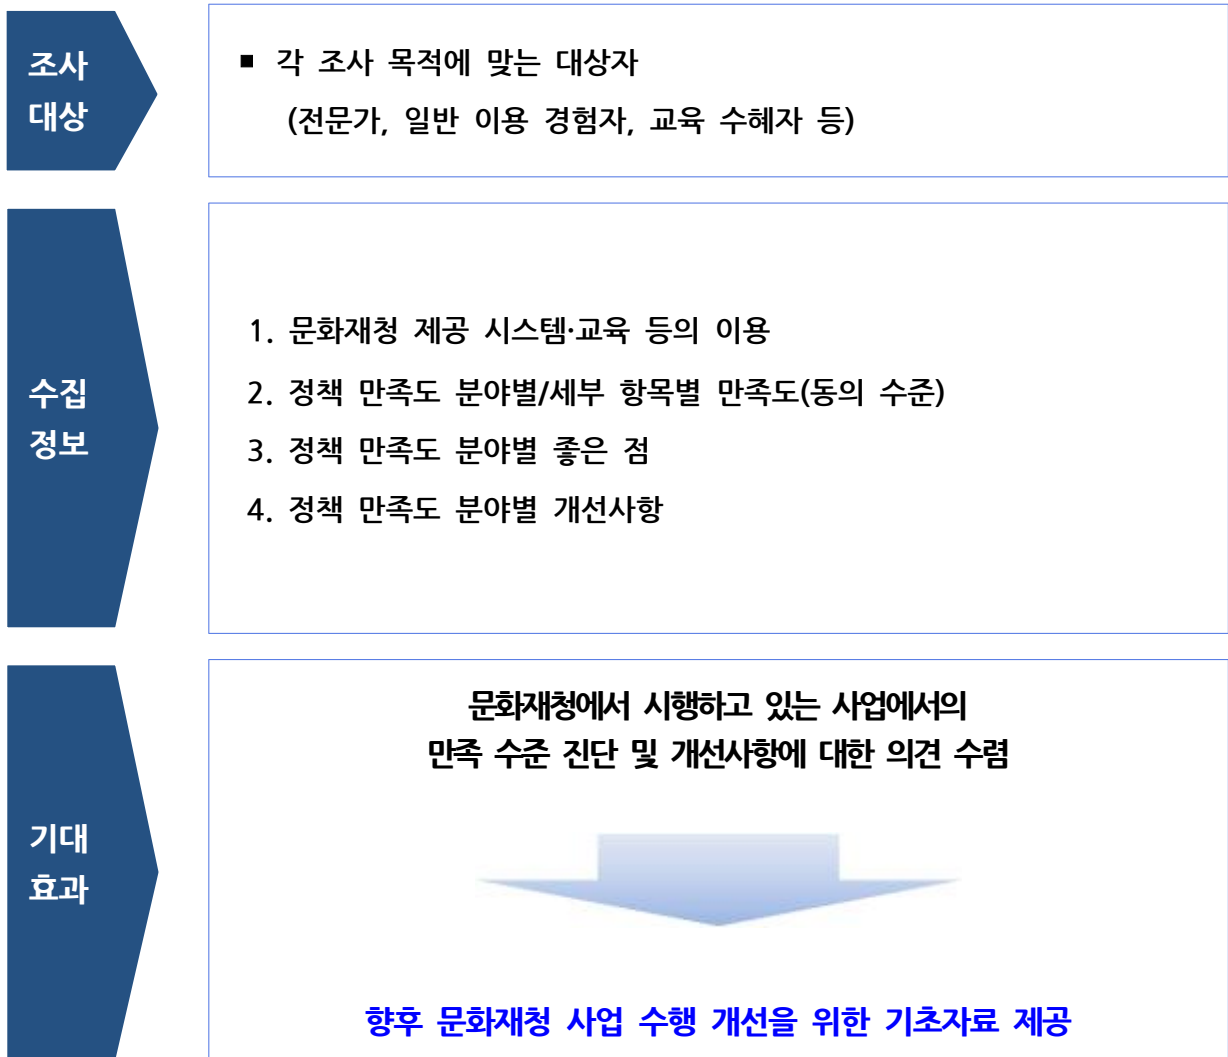 조사
대상
■ 각 조사 목적에 맞는 대상자
(전문가, 일반 이용 경험자, 교육 수혜자 등)
수집
정보
1. 문화재청 제공 시스템·교육 등의 이용
2. 정책 만족도 분야별/세부 항목별 만족도(동의 수준)
3. 정책 만족도 분야별 좋은 점
4. 정책 만족도 분야별 개선사항
기대
효과
문화재청에서 시행하고 있는 사업에서의
만족 수준 진단 및 개선사항에 대한 의견 수렴
향후 문화재청 사업 수행 개선을 위한 기초자료 제공